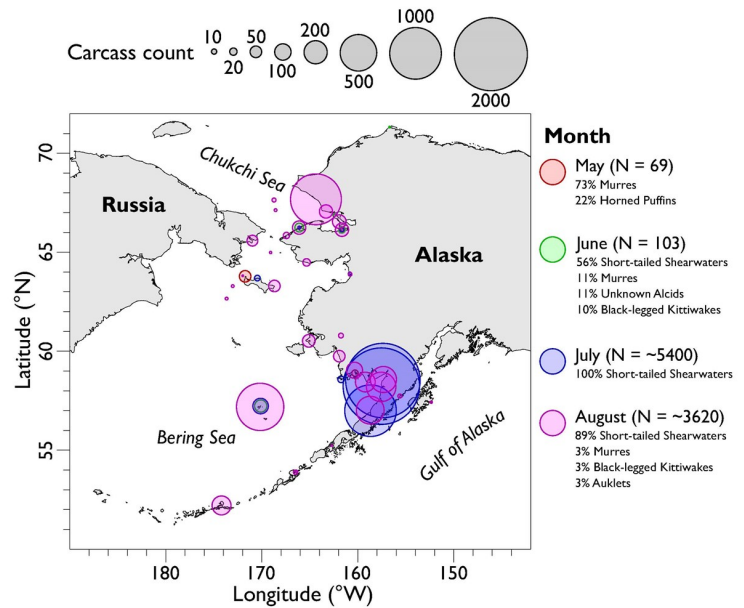 Carcass count
10
20
50
100
200
500
1000
2000
Chukchi Sea
Russia
Alaska
Bering Sea
Gulf of Alaska
70
65
60
55
Latitude (°N)
180
170
160
150
Longitude (°W)
Month
May (N = 69)
73% Murres
22% Horned Puffins
June (N = 103)
56% Short-tailed Shearwaters
11% Murres
11% Unknown Alcids
10% Black-legged Kittiwakes
July (N = ~5400)
100% Short-tailed Shearwaters
August (N = ~3620)
89% Short-tailed Shearwaters
3% Murres
3% Black-legged Kittiwakes
3% Auklets